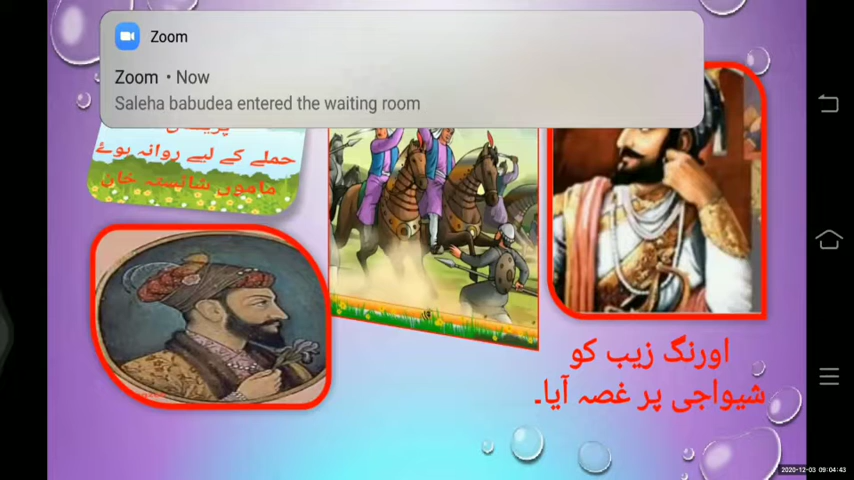 Zoom
Zoom • Now
Saleha babudea entered the waiting room
حملے کے لیے روانہ ہوئے
ماموں شائستہ خان
اورنگ زیب کو
شیواجی پر غصہ آیا۔
2020-12-03 09:04:43